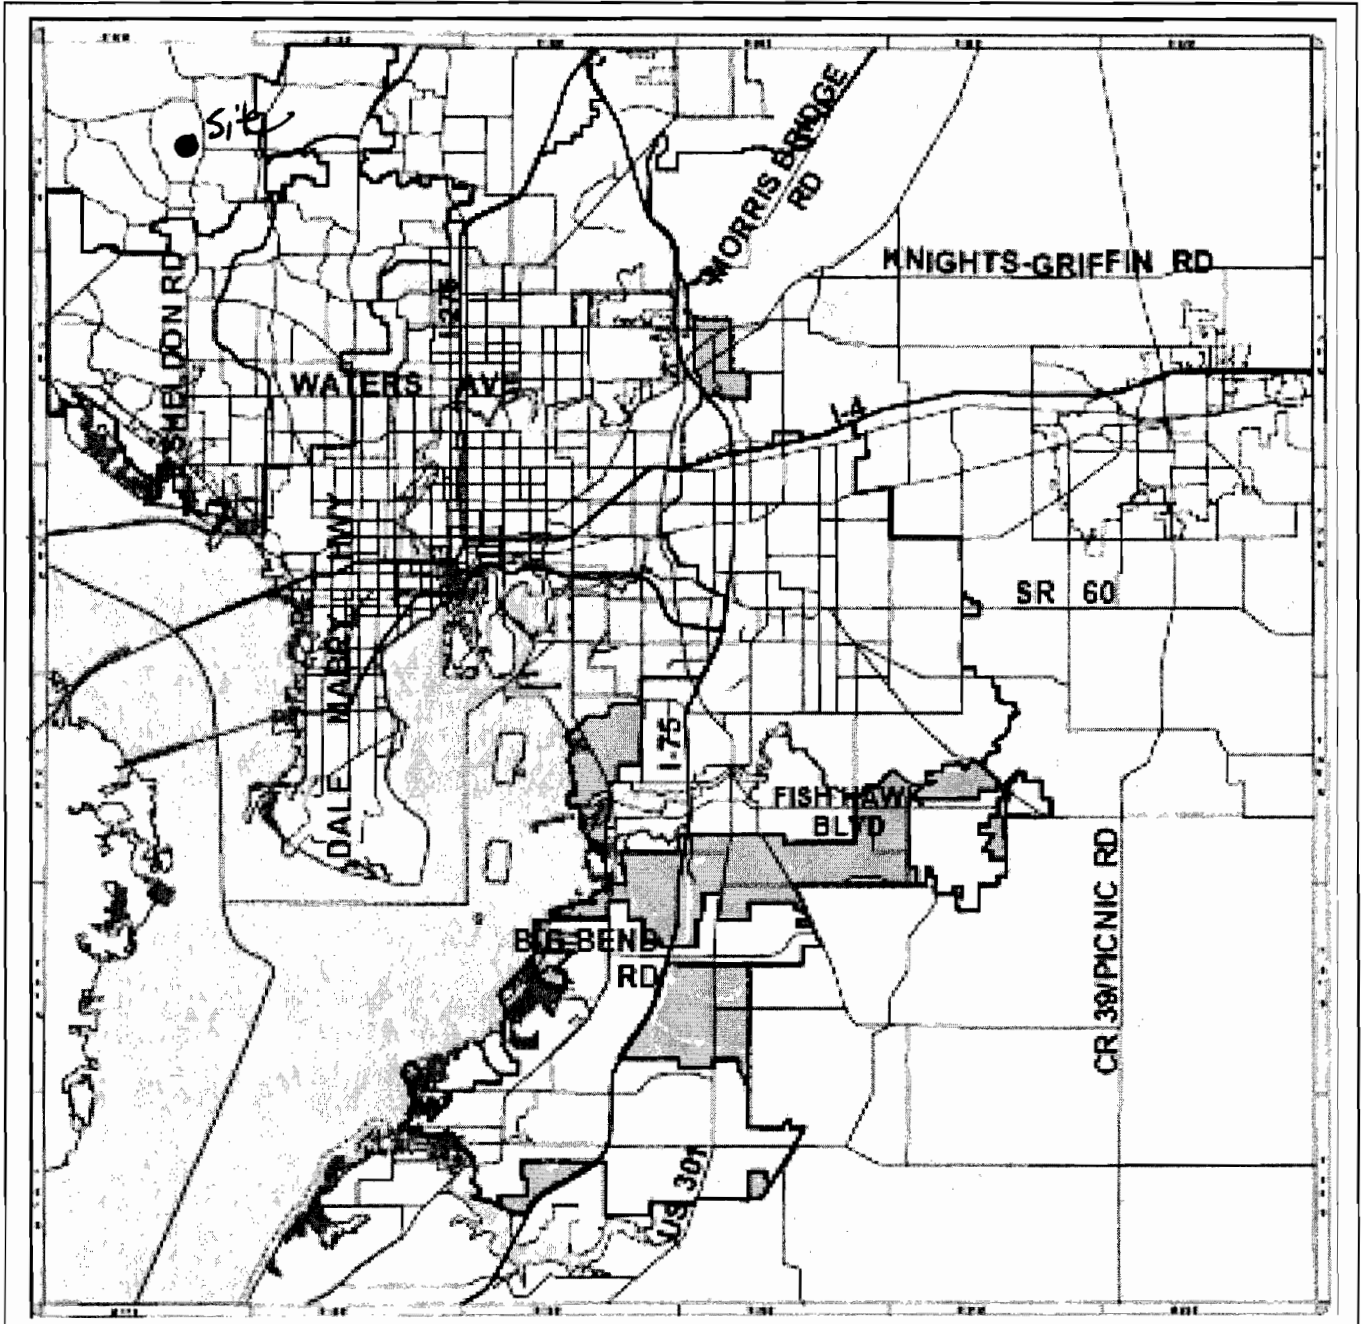 Site
MORRIS BRIDGE
RD
KNIGHTS-GRIFFIN RD
SHELDON RD
I-275
WATERS AVE
I-4
DALE MABRY HWY
SR 60
I-75
FISH HAWK
BLVD
BIG BEND
RD
CR 39/PICNIC RD
US 301